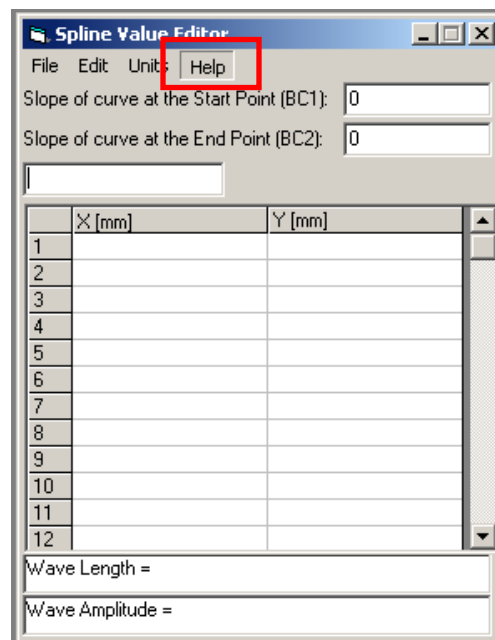 Spline Value Editor
File Edit Units Help
Slope of curve at the Start Point (BC1): 0
Slope of curve at the End Point (BC2): 0
X [mm] Y [mm]
1
2
3
4
5
6
7
8
9
10
11
12
Wave Length =
Wave Amplitude =